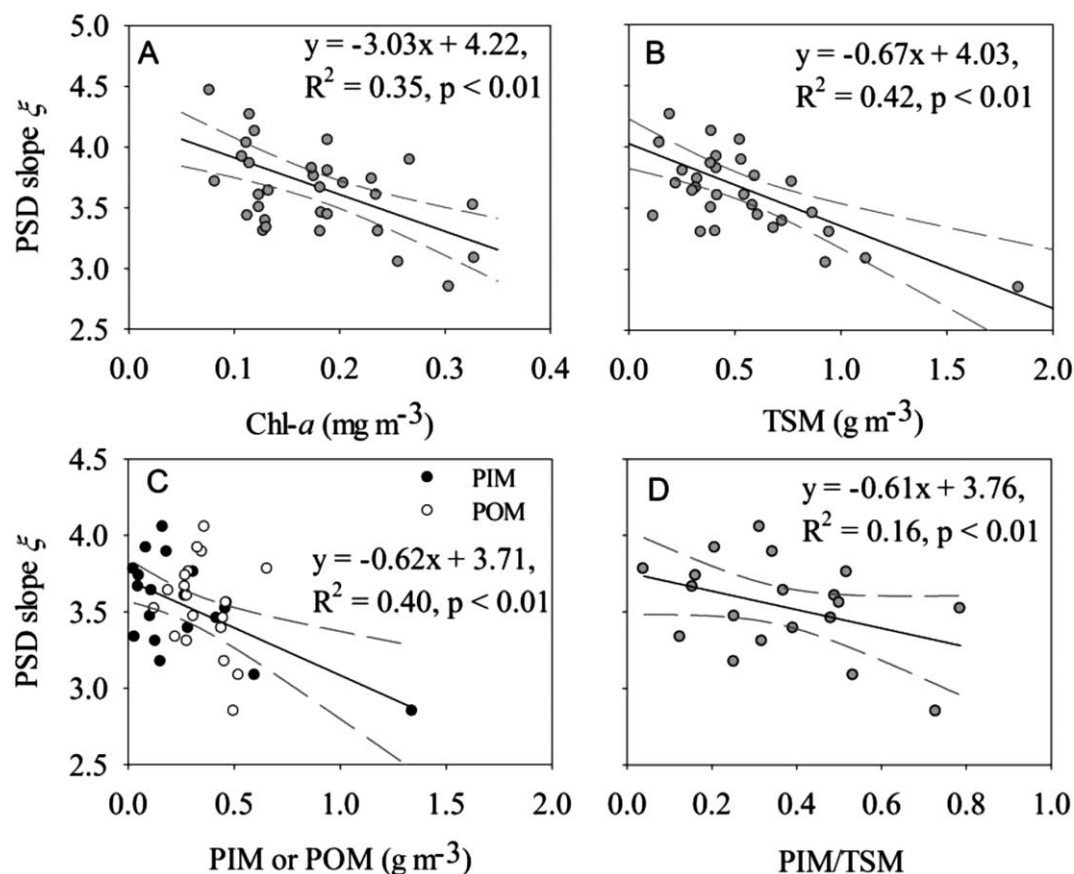 A
y = -3.03x + 4.22,
R² = 0.35, p < 0.01
5.0
4.5
4.0
3.5
3.0
2.5
PSD slope ξ
0.0 0.1 0.2 0.3 0.4
Chl-a (mg m⁻³)
B
y = -0.67x + 4.03,
R² = 0.42, p < 0.01
0.0 0.5 1.0 1.5 2.0
TSM (g m⁻³)
C
PIM
POM
y = -0.62x + 3.71,
R² = 0.40, p < 0.01
4.5
4.0
3.5
3.0
2.5
PSD slope ξ
0.0 0.5 1.0 1.5 2.0
PIM or POM (g m⁻³)
D
y = -0.61x + 3.76,
R² = 0.16, p < 0.01
0.0 0.2 0.4 0.6 0.8 1.0
PIM/TSM